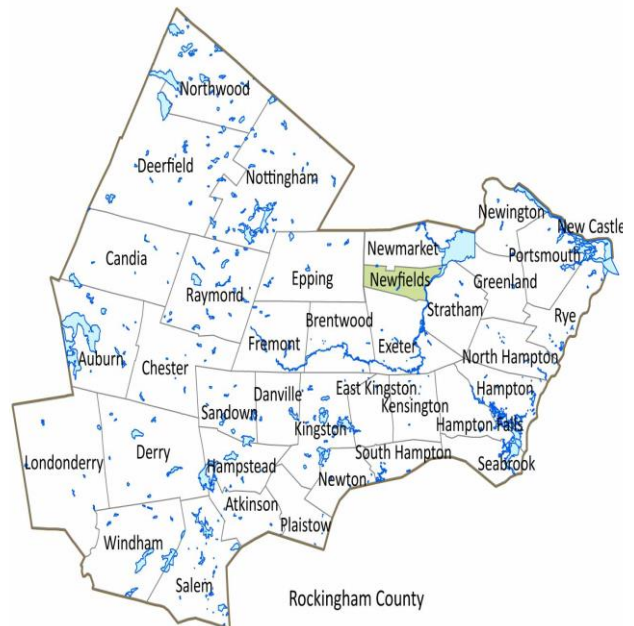 Northwood
Deerfield
Nottingham
Newington
New Castle
Newmarket
Portsmouth
Candia
Epping
Newfields
Greenland
Raymond
Stratham
Rye
Brentwood
Fremont
Exeter
North Hampton
Auburn
Chester
Hampton
Danville
East Kingston
Kensington
Sandown
Kingston
Hampton Falls
Londonderry
Derry
South Hampton
Seabrook
Hampstead
Newton
Atkinson
Plaistow
Windham
Salem
Rockingham County